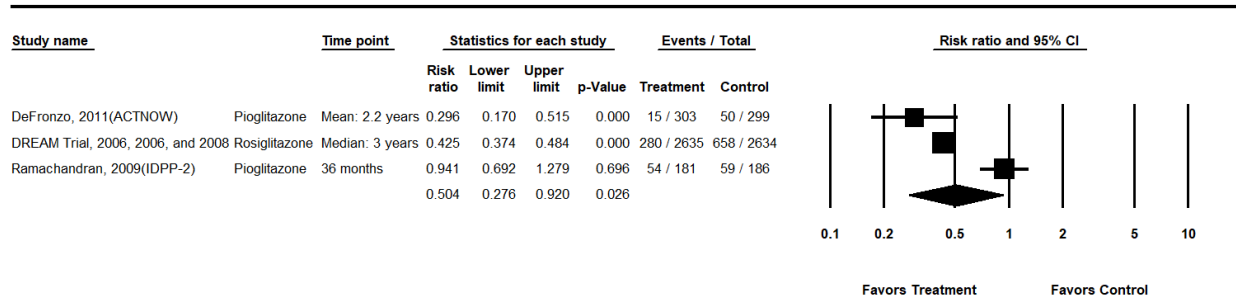 Study name Time point Statistics for each study Events / Total Risk ratio and 95% CI
Risk ratio Lower limit Upper limit p-Value Treatment Control
DeFronzo, 2011(ACTNOW) Pioglitazone Mean: 2.2 years 0.296 0.170 0.515 0.000 15 / 303 50 / 299
DREAM Trial, 2006, 2006, and 2008 Rosiglitazone Median: 3 years 0.425 0.374 0.484 0.000 280 / 2635 658 / 2634
Ramachandran, 2009(IDPP-2) Pioglitazone 36 months 0.941 0.692 1.279 0.696 54 / 181 59 / 186
0.504 0.276 0.920 0.026
0.1 0.2 0.5 1 2 5 10
Favors Treatment Favors Control